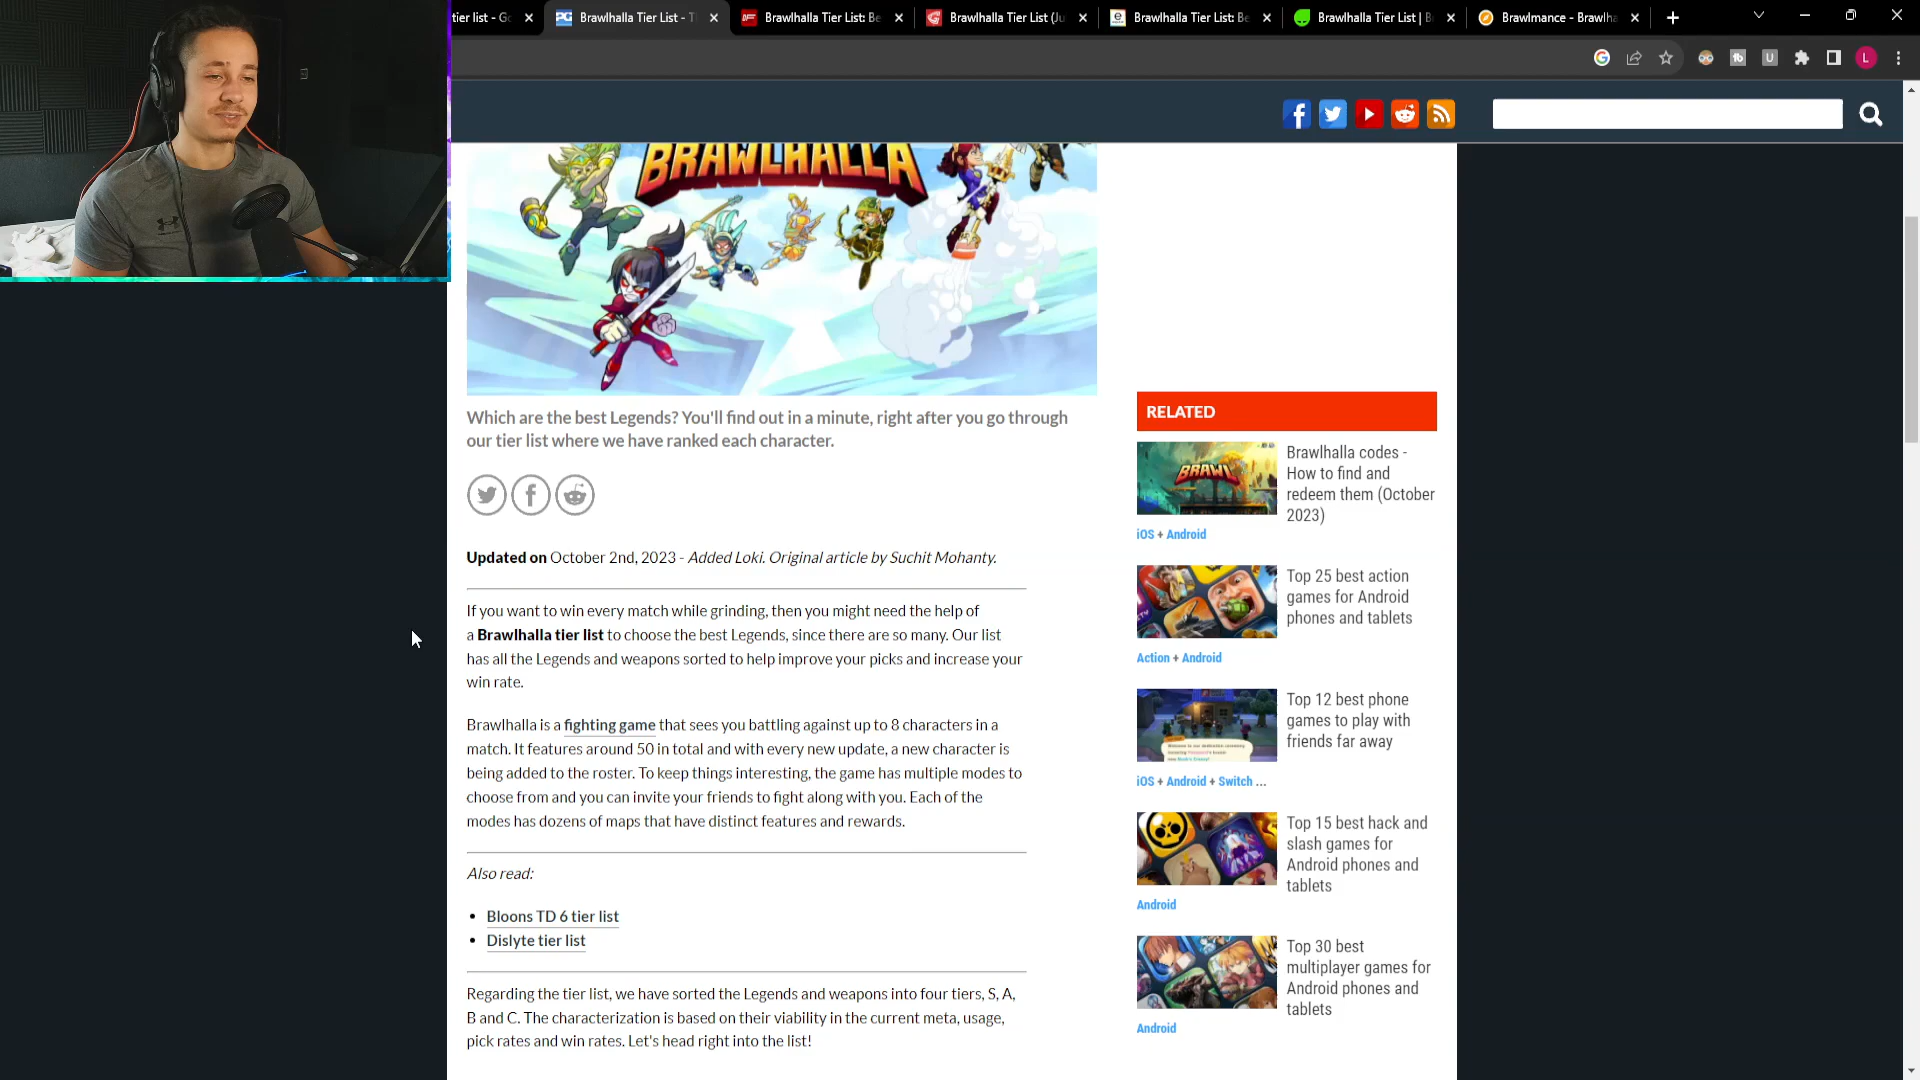 tier list - Go
Brawlhalla Tier List - T
Brawlhalla Tier List: Be
Brawlhalla Tier List (Ju
Brawlhalla Tier List: Be
Brawlhalla Tier List | B
Brawlmance - Brawlha
L
BRAWLHALLA
Which are the best Legends? You'll find out in a minute, right after you go through
our tier list where we have ranked each character.
Updated on October 2nd, 2023 - Added Loki. Original article by Suchit Mohanty.
If you want to win every match while grinding, then you might need the help of
a Brawlhalla tier list to choose the best Legends, since there are so many. Our list
has all the Legends and weapons sorted to help improve your picks and increase your
win rate.
Brawlhalla is a fighting game that sees you battling against up to 8 characters in a
match. It features around 50 in total and with every new update, a new character is
being added to the roster. To keep things interesting, the game has multiple modes to
choose from and you can invite your friends to fight along with you. Each of the
modes has dozens of maps that have distinct features and rewards.
Also read:
• Bloons TD 6 tier list
• Dislyte tier list
Regarding the tier list, we have sorted the Legends and weapons into four tiers, S, A,
B and C. The characterization is based on their viability in the current meta, usage,
pick rates and win rates. Let's head right into the list!
RELATED
BRAWL
Brawlhalla codes -
How to find and
redeem them (October
2023)
iOS + Android
Top 25 best action
games for Android
phones and tablets
Action + Android
Top 12 best phone
games to play with
friends far away
iOS + Android + Switch ...
Top 15 best hack and
slash games for
Android phones and
tablets
Android
Top 30 best
multiplayer games for
Android phones and
tablets
Android